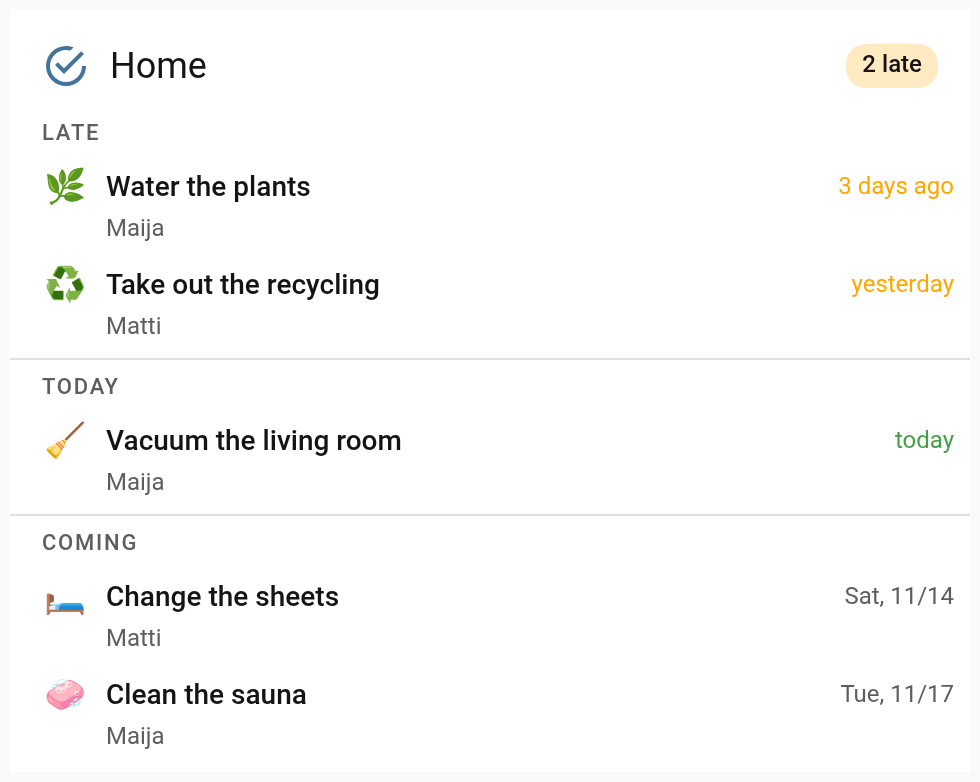 Home
2 late
LATE
Water the plants
3 days ago
Maija
Take out the recycling
yesterday
Matti
TODAY
Vacuum the living room
today
Maija
COMING
Change the sheets
Sat, 11/14
Matti
Clean the sauna
Tue, 11/17
Maija